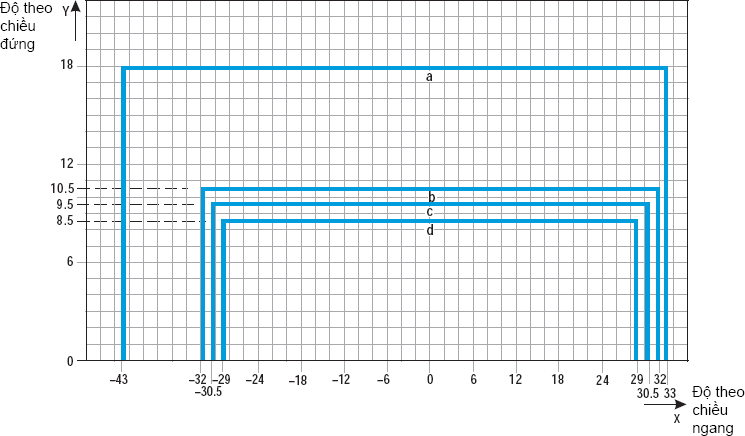 Độ theo
chiều
đứng
Y
18
a
12
10.5
b
9.5
c
8.5
d
6
0
–43
–32
–29
–24
–18
–12
–6
0
6
12
18
24
29
32
33
–30.5
30.5
X
Độ theo
chiều
ngang